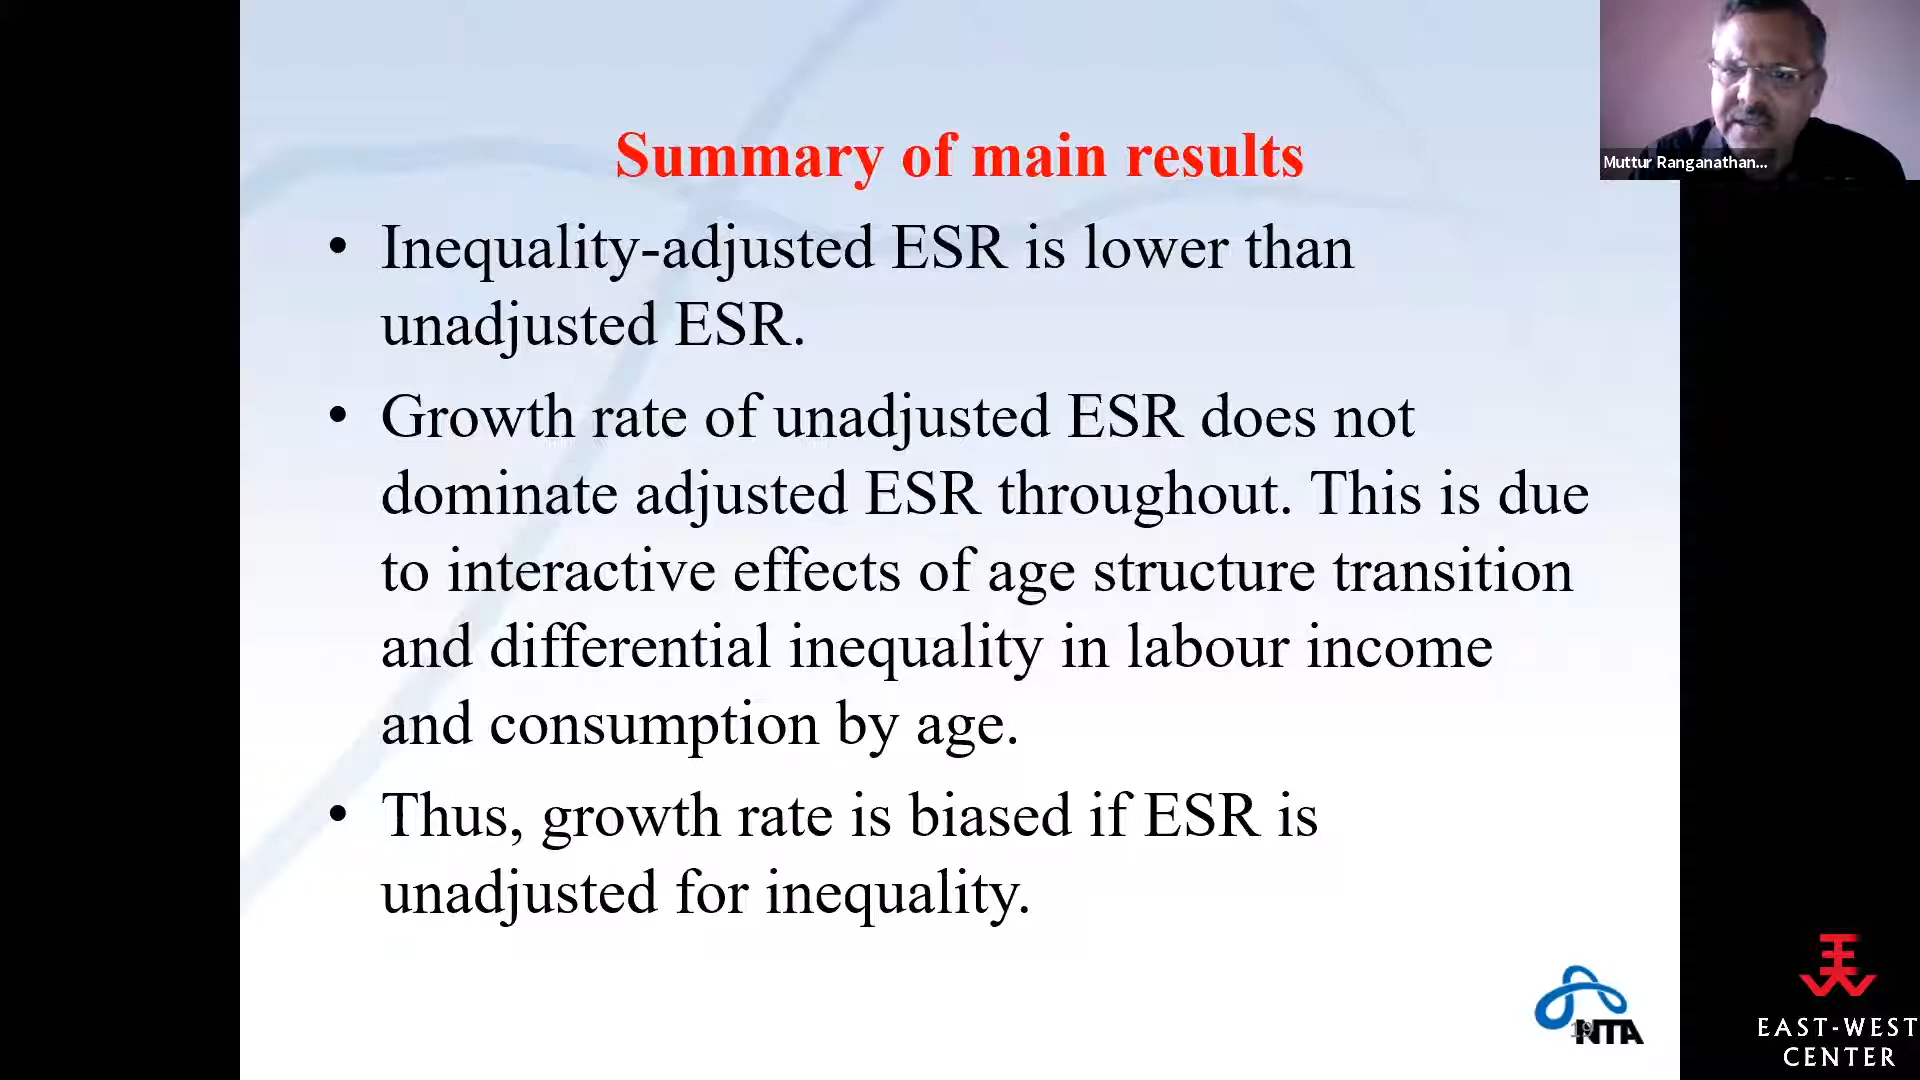 Summary of main results
• Inequality-adjusted ESR is lower than
unadjusted ESR.
• Growth rate of unadjusted ESR does not
dominate adjusted ESR throughout. This is due
to interactive effects of age structure transition
and differential inequality in labour income
and consumption by age.
• Thus, growth rate is biased if ESR is
unadjusted for inequality.
Muttur Ranganathan...
NTA
EAST-WEST
CENTER